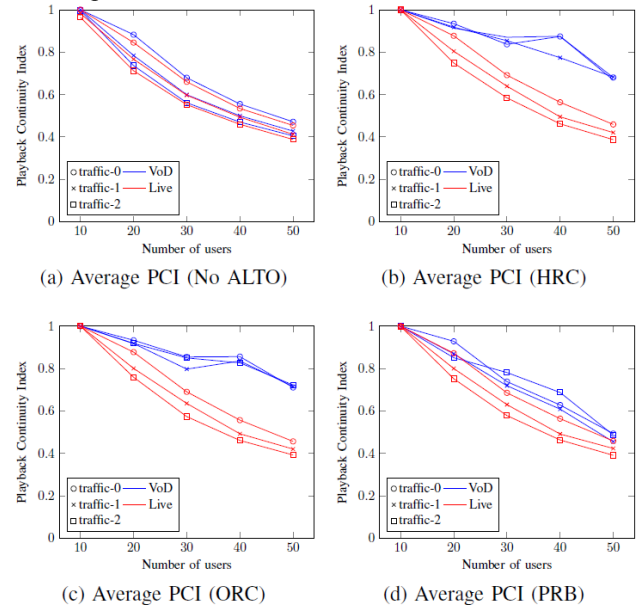 1
0.8
0.6
0.4
0.2
0
Playback Continuity Index
traffic-0 VoD
traffic-1 Live
traffic-2
10 20 30 40 50
Number of users
(a) Average PCI (No ALTO)
1
0.8
0.6
0.4
0.2
0
Playback Continuity Index
traffic-0 VoD
traffic-1 Live
traffic-2
10 20 30 40 50
Number of users
(b) Average PCI (HRC)
1
0.8
0.6
0.4
0.2
0
Playback Continuity Index
traffic-0 VoD
traffic-1 Live
traffic-2
10 20 30 40 50
Number of users
(c) Average PCI (ORC)
1
0.8
0.6
0.4
0.2
0
Playback Continuity Index
traffic-0 VoD
traffic-1 Live
traffic-2
10 20 30 40 50
Number of users
(d) Average PCI (PRB)